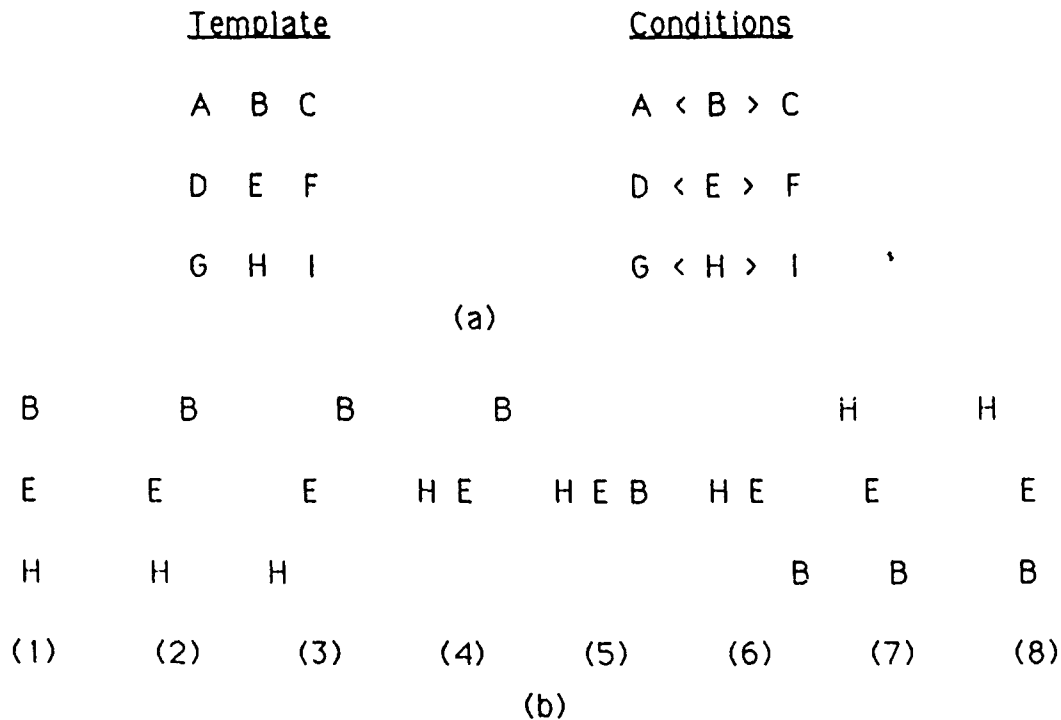 Template Conditions
A B C A < B > C
D E F D < E > F
G H I G < H > I
(a)
B B B B H H
E E E H E H E B H E E E
H H H B B B
(1) (2) (3) (4) (5) (6) (7) (8)
(b)